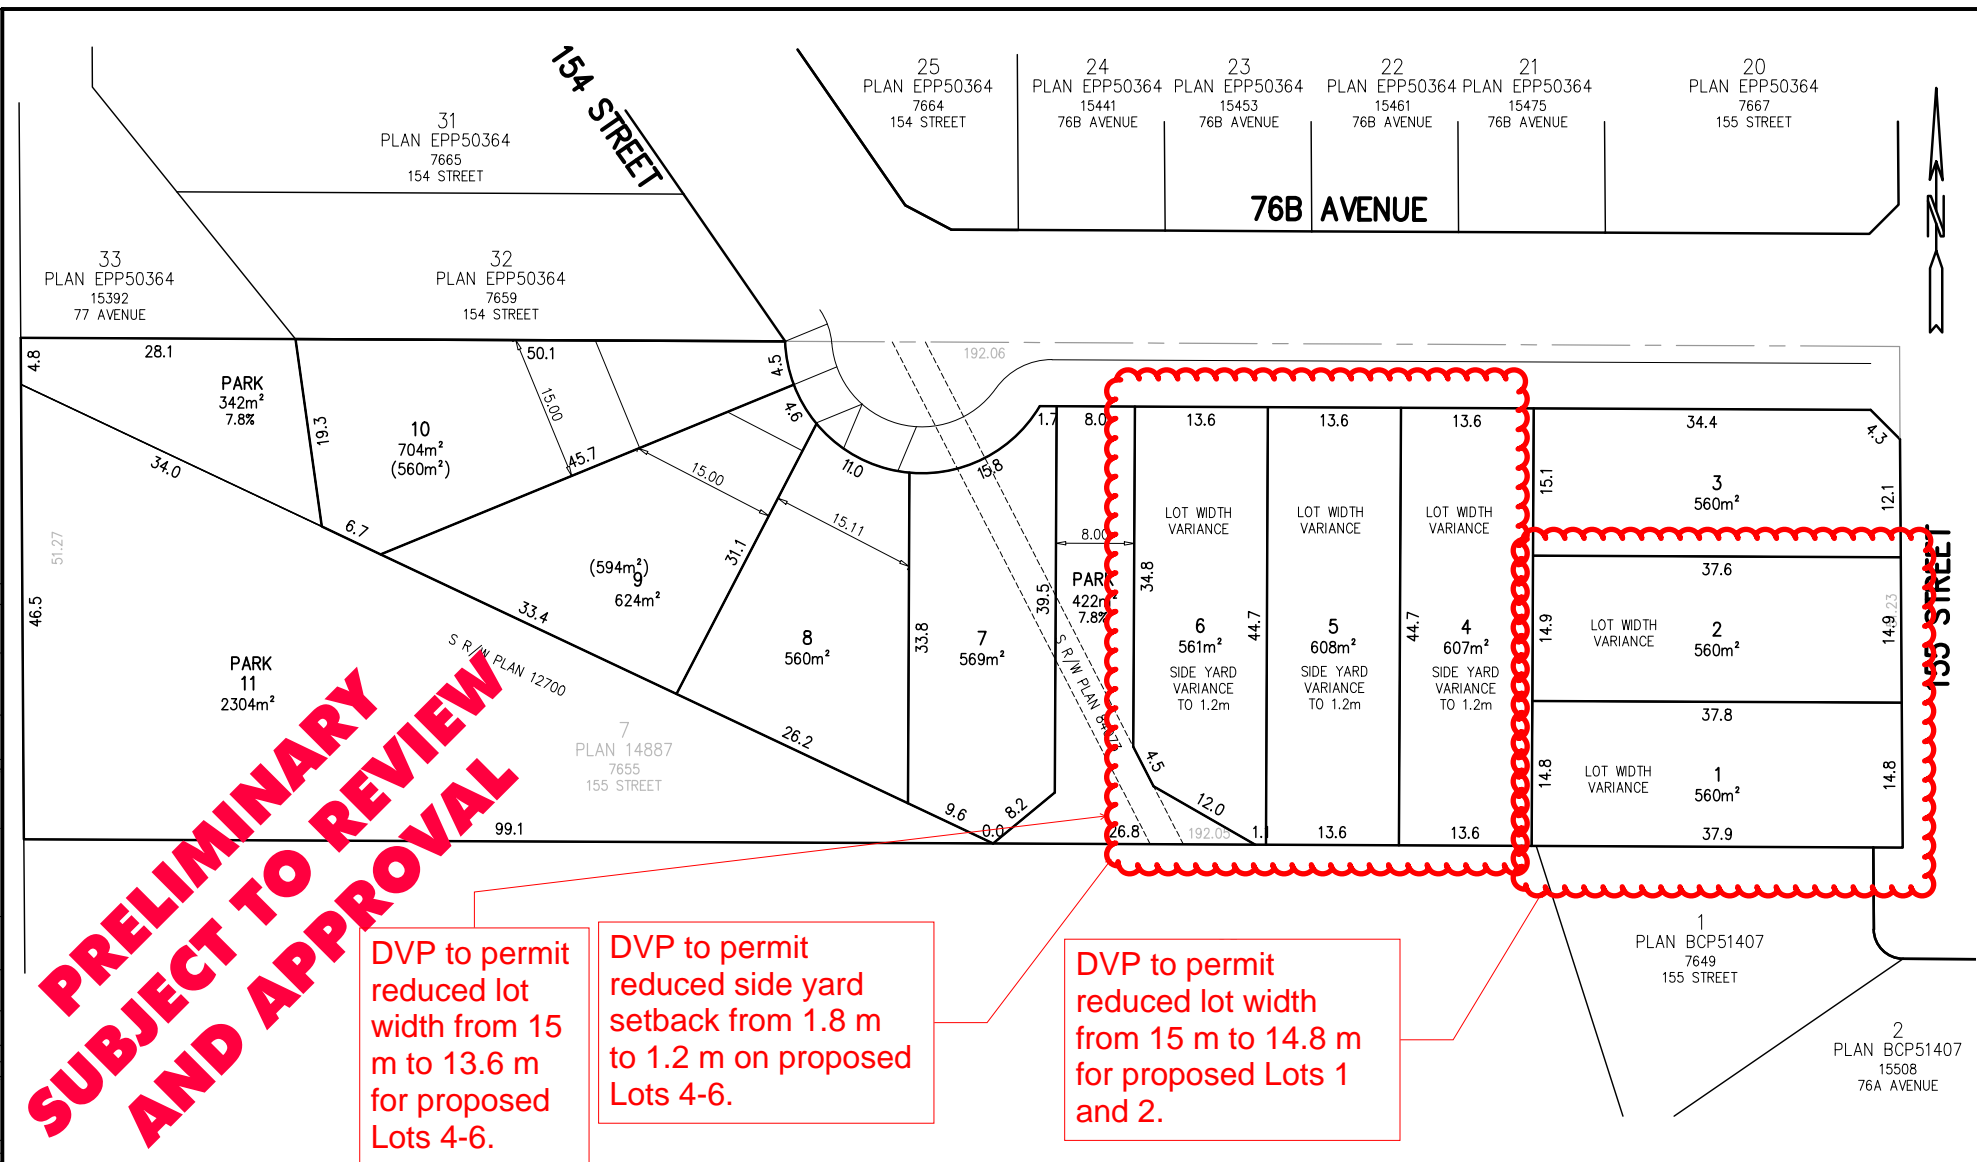 154 STREET
25
PLAN EPP50364
7664
154 STREET
24
PLAN EPP50364
15441
76B AVENUE
23
PLAN EPP50364
15453
76B AVENUE
22
PLAN EPP50364
15461
76B AVENUE
21
PLAN EPP50364
15475
76B AVENUE
20
PLAN EPP50364
7667
155 STREET
31
PLAN EPP50364
7665
154 STREET
76B AVENUE
N
33
PLAN EPP50364
15392
77 AVENUE
32
PLAN EPP50364
7659
154 STREET
4.8
28.1
50.1
4.5
192.06
PARK
342m²
7.8%
19.3
10
704m²
(560m²)
15.00
45.7
4.6
34.0
6.7
15.00
11.0
15.8
15.11
1.7
8.0
13.6
13.6
13.6
34.4
4.3
51.27
46.5
(594m²)
9
624m²
31.1
33.4
8
560m²
33.8
7
569m²
39.5
8.00
PARK
422m²
7.8%
34.8
LOT WIDTH
VARIANCE
LOT WIDTH
VARIANCE
LOT WIDTH
VARIANCE
15.1
3
560m²
12.1
155 STREET
6
561m²
SIDE YARD
VARIANCE
TO 1.2m
44.7
5
608m²
SIDE YARD
VARIANCE
TO 1.2m
44.7
4
607m²
SIDE YARD
VARIANCE
TO 1.2m
37.6
14.9
LOT WIDTH
VARIANCE
2
560m²
14.9
37.8
14.8
LOT WIDTH
VARIANCE
1
560m²
14.8
37.9
PARK
11
2304m²
S R/W PLAN 12700
S R/W PLAN
7
PLAN 14887
7655
155 STREET
26.2
9.6
0.0
8.2
99.1
4.5
12.0
26.8
192.05
1.1
13.6
13.6
PRELIMINARY
SUBJECT TO REVIEW
AND APPROVAL
DVP to permit
reduced lot
width from 15
m to 13.6 m
for proposed
Lots 4-6.
DVP to permit
reduced side yard
setback from 1.8 m
to 1.2 m on proposed
Lots 4-6.
DVP to permit
reduced lot width
from 15 m to 14.8 m
for proposed Lots 1
and 2.
1
PLAN BCP51407
7649
155 STREET
2
PLAN BCP51407
15508
76A AVENUE